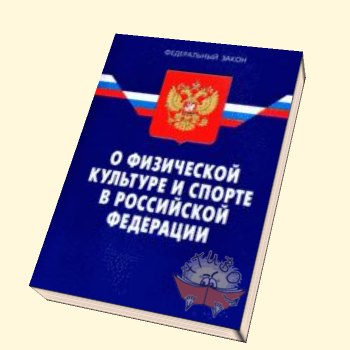 ФЕДЕРАЛЬНЫЙ ЗАКОН
О ФИЗИЧЕСКОЙ
КУЛЬТУРЕ И СПОРТЕ
В РОССИЙСКОЙ
ФЕДЕРАЦИИ